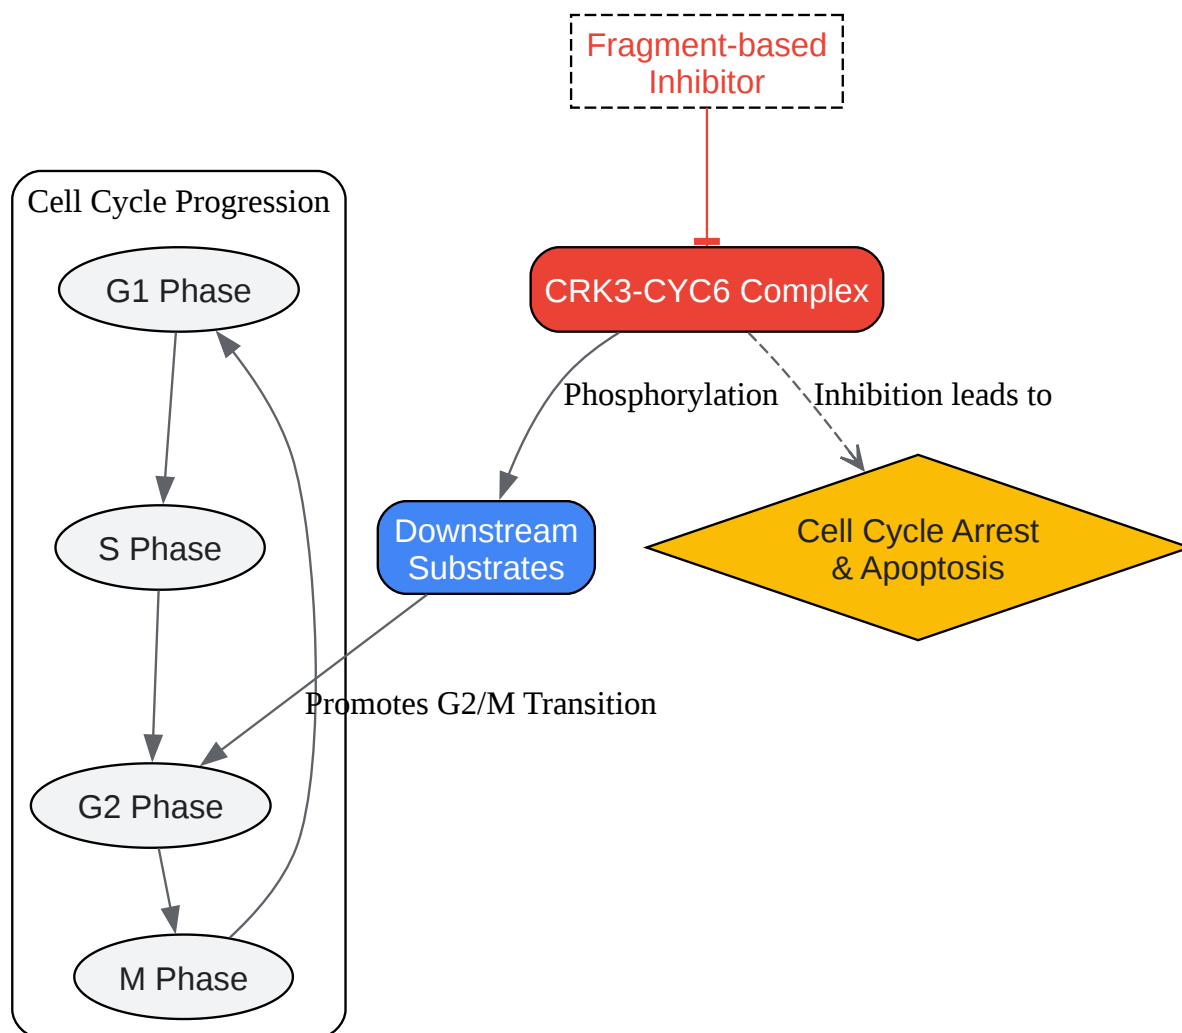 Fragment-based
Inhibitor
Cell Cycle Progression
G1 Phase
CRK3-CYC6 Complex
Phosphorylation
Inhibition leads to
S Phase
Downstream
Substrates
Cell Cycle Arrest
& Apoptosis
Promotes G2/M Transition
G2 Phase
M Phase